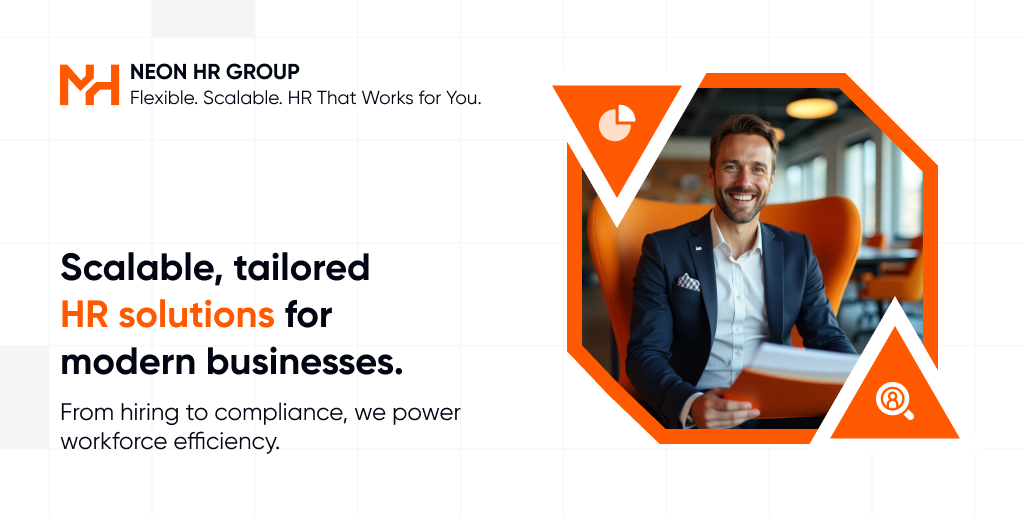 NEON HR GROUP
Flexible. Scalable. HR That Works for You.
Scalable, tailored
HR solutions for
modern businesses.
From hiring to compliance, we power
workforce efficiency.